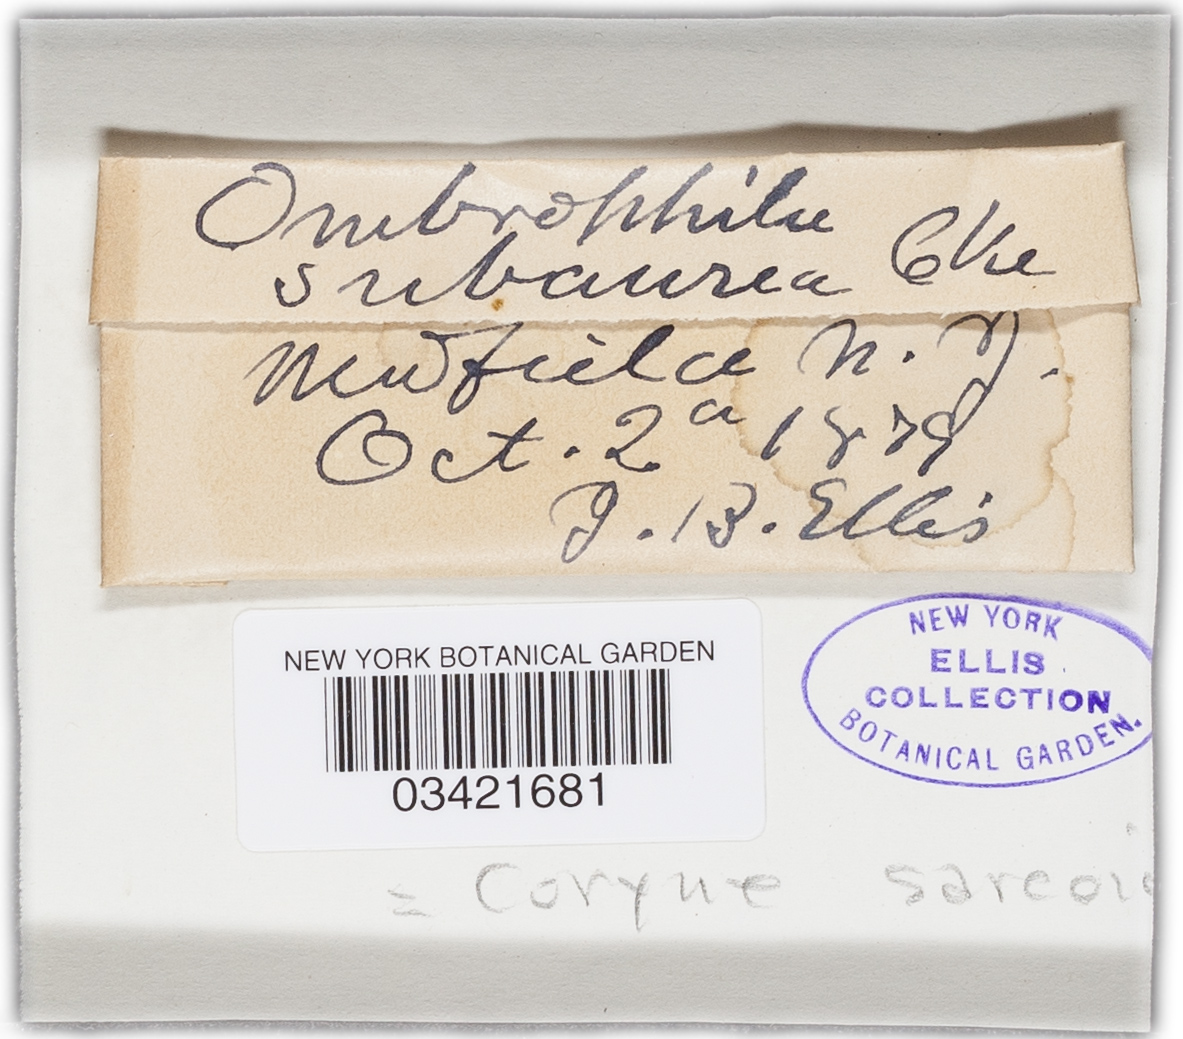 Ombrophila
subaurea Cke
Newfield N. J.
Oct. 2d 1879
J. B. Ellis
NEW YORK BOTANICAL GARDEN
03421681
NEW YORK
ELLIS
COLLECTION
BOTANICAL GARDEN.
= Coryne sarcoi